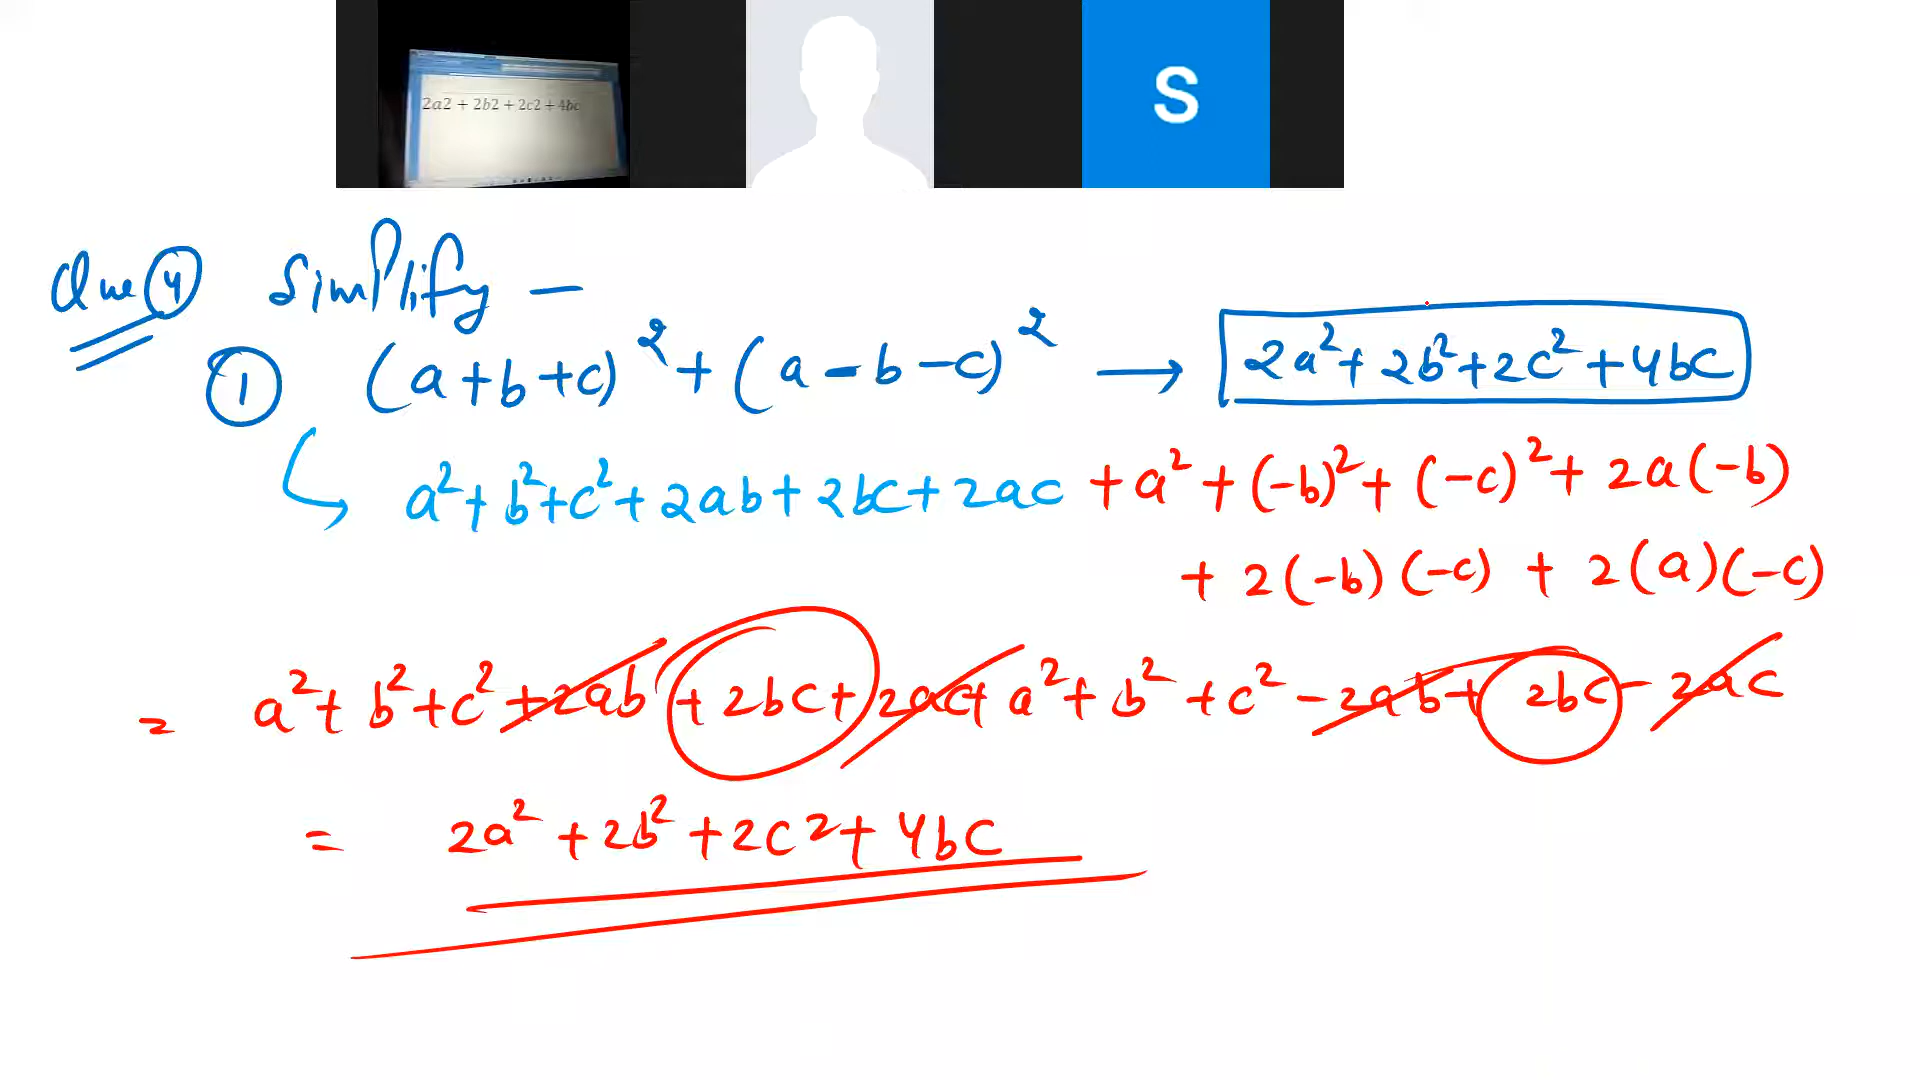 2a2 + 2b2 + 2c2 + 4bc
S
Que ④ Simplify –
① (a+b+c)² + (a-b-c)² → 2a²+2b²+2c²+4bc
a²+b²+c²+2ab+2bc+2ac +a²+(-b)²+(-c)²+2a(-b)
+2(-b)(-c)+2(a)(-c)
= a²+b²+c²+2ab+2bc+2ac+a²+b²+c²-2ab+2bc-2ac
= 2a²+2b²+2c2+4bc